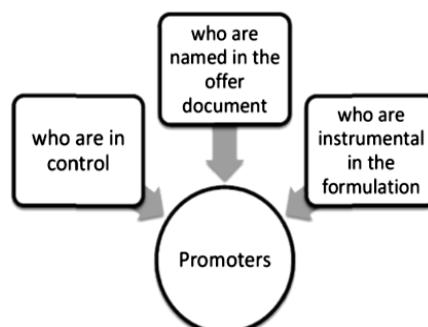 who are in
control
who are
named in the
offer
document
who are
instrumental
in the
formulation
Promoters